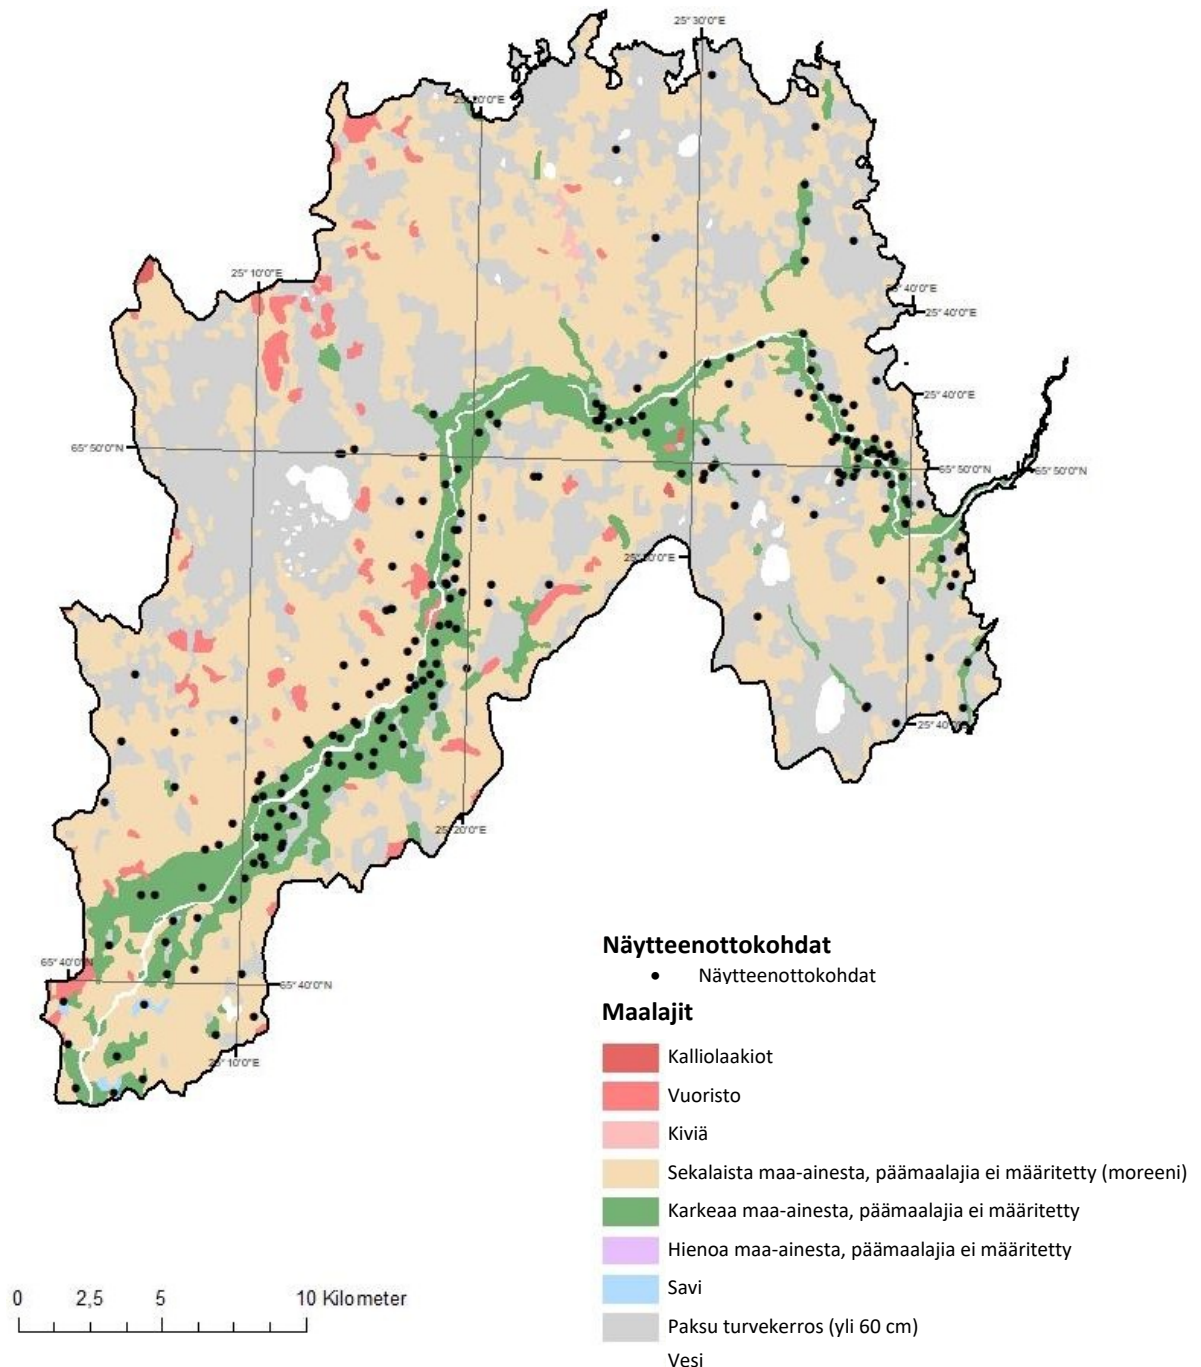 25° 30'0"E
25° 20'0"E
25° 10'0"E
25° 40'0"E
25° 40'0"E
25° 40'0"E
65° 50'0"N
65° 50'0"N
65° 50'0"N
25° 30'0"E
25° 40'0"E
25° 20'0"E
65° 40'0"N
65° 40'0"N
25° 10'0"E
Näytteenottokohdat
Näytteenottokohdat
Maalajit
Kalliolaakiot
Vuoristo
Kiviä
Sekalaista maa-ainesta, päämaalajia ei määritetty (moreeni)
Karkeaa maa-ainesta, päämaalajia ei määritetty
Hienoa maa-ainesta, päämaalajia ei määritetty
Savi
Paksu turvekerros (yli 60 cm)
Vesi
0 2,5 5 10 Kilometer